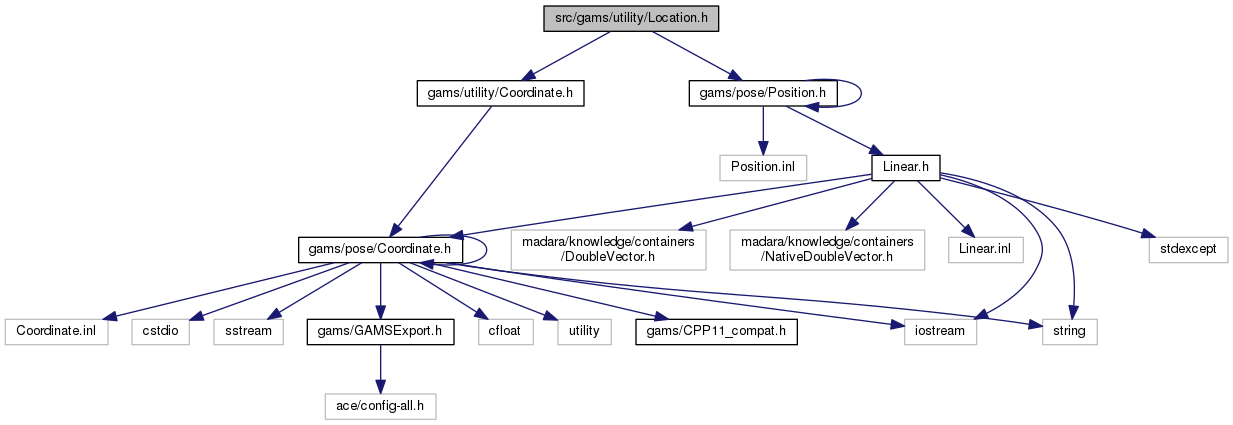 src/gams/utility/Location.h
gams/utility/Coordinate.h
gams/pose/Position.h
Position.inl
Linear.h
gams/pose/Coordinate.h
madara/knowledge/containers
/DoubleVector.h
madara/knowledge/containers
/NativeDoubleVector.h
Linear.inl
stdexcept
Coordinate.inl
cstdio
sstream
gams/GAMSExport.h
cfloat
utility
gams/CPP11_compat.h
iostream
string
ace/config-all.h